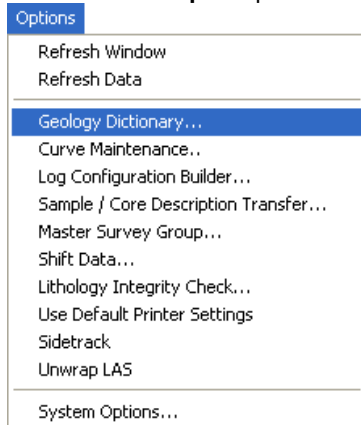 Options
Refresh Window
Refresh Data
Geology Dictionary...
Curve Maintenance..
Log Configuration Builder...
Sample / Core Description Transfer...
Master Survey Group...
Shift Data...
Lithology Integrity Check...
Use Default Printer Settings
Sidetrack
Unwrap LAS
System Options...